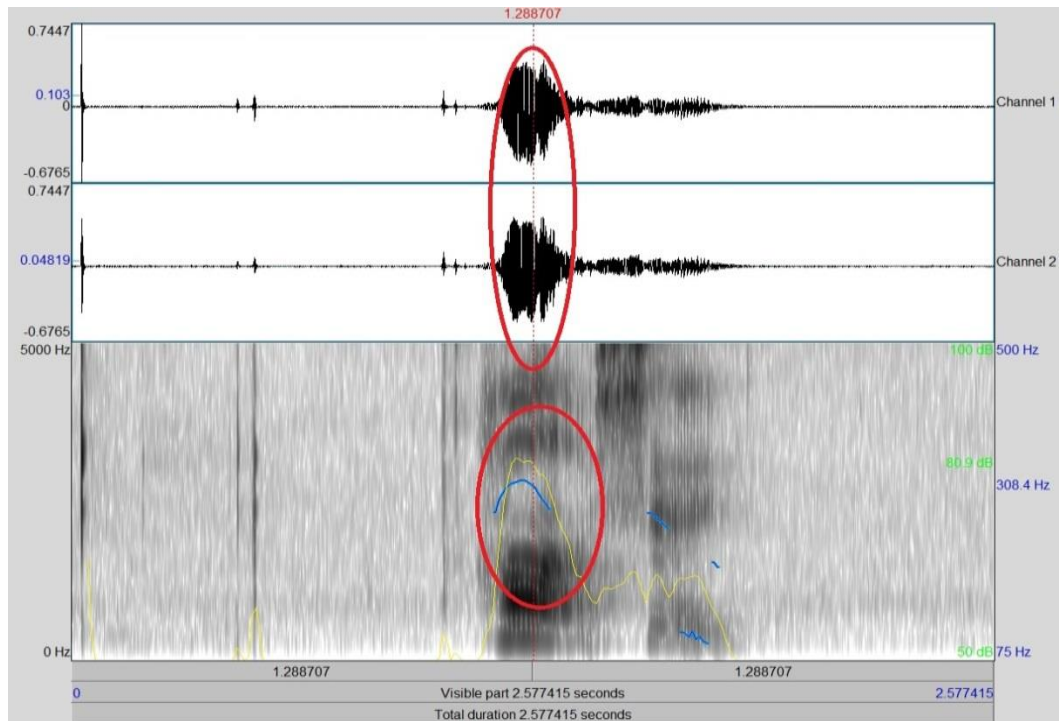 1.288707
0.7447
0.103
0
-0.6765
Channel 1
0.7447
0.04819
-0.6765
Channel 2
5000 Hz
0 Hz
100 dB
500 Hz
80.9 dB
308.4 Hz
50 dB
75 Hz
1.288707
1.288707
0
Visible part 2.577415 seconds
2.577415
Total duration 2.577415 seconds